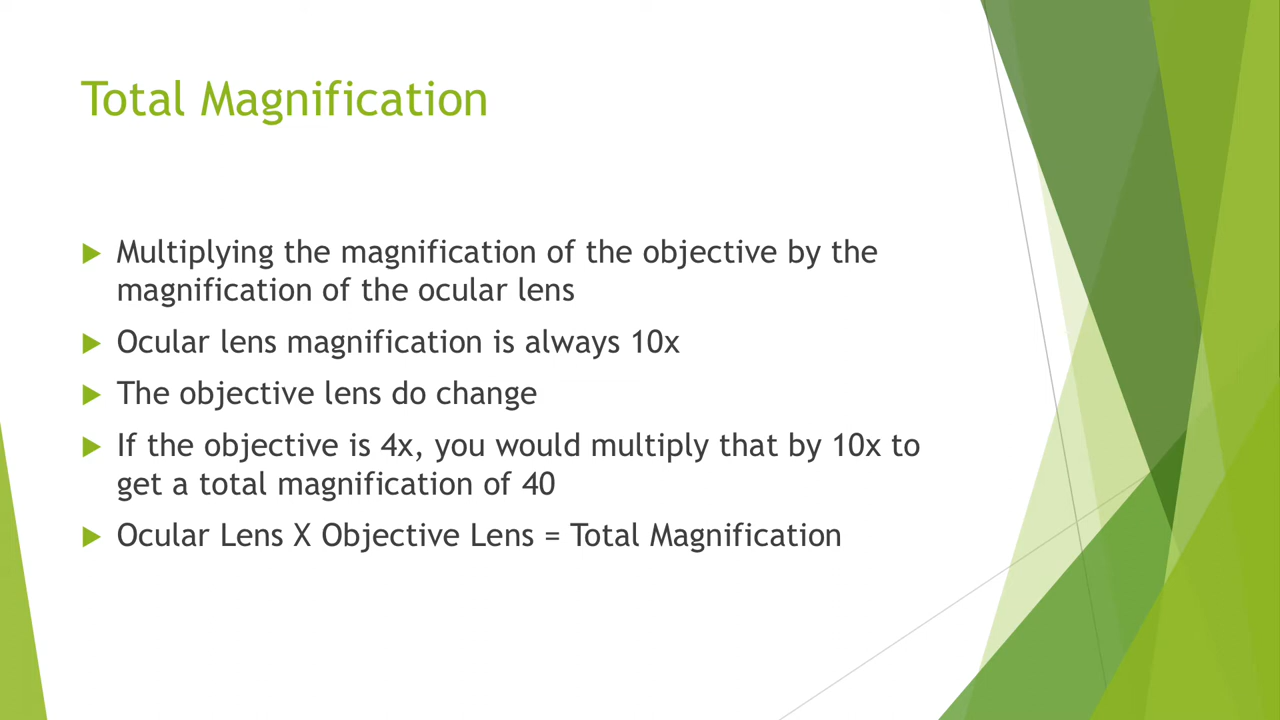 Total Magnification
Multiplying the magnification of the objective by the
magnification of the ocular lens
Ocular lens magnification is always 10x
The objective lens do change
If the objective is 4x, you would multiply that by 10x to
get a total magnification of 40
Ocular Lens X Objective Lens = Total Magnification